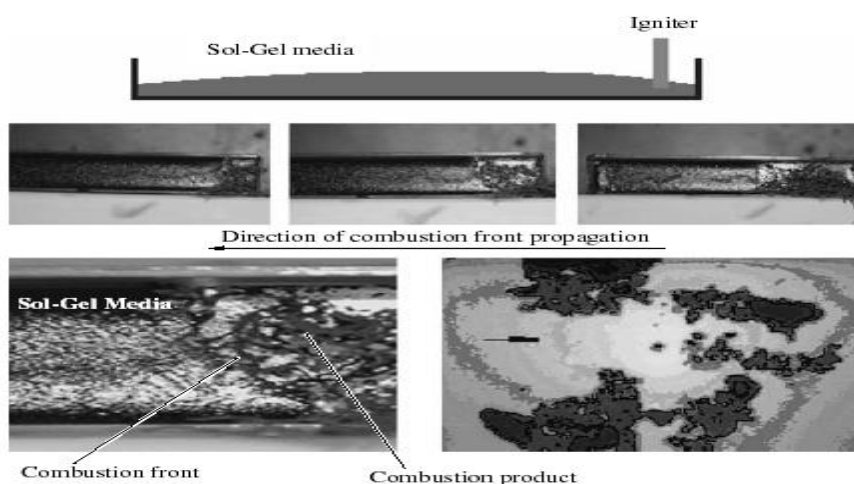 Igniter
Sol-Gel media
Direction of combustion front propagation
Sol-Gel Media
Combustion front
Combustion product